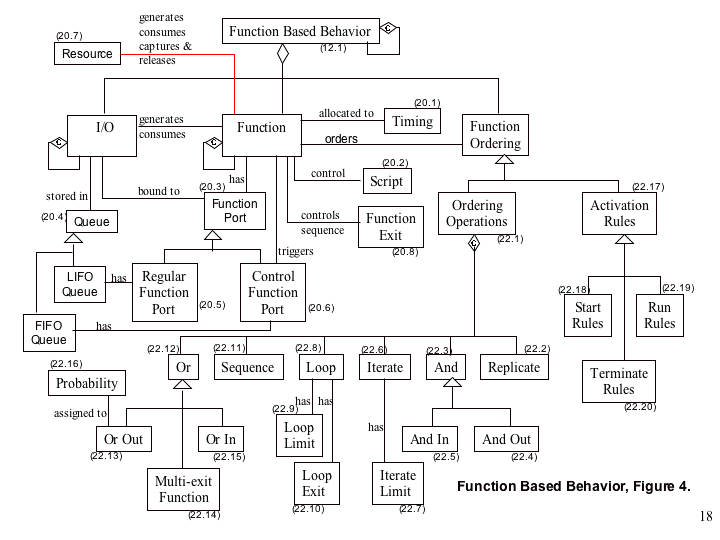 generates
consumes
captures &
releases
(20.7)
Resource
Function Based Behavior
(12.1)
C
I/O
C
generates
consumes
Function
C
allocated to
(20.1)
Timing
orders
Function
Ordering
has
control
(20.2)
Script
stored in
bound to
(20.3)
Function
Port
(20.4)
Queue
controls
sequence
Function
Exit
(20.8)
triggers
Ordering
Operations
(22.1)
C
(22.17)
Activation
Rules
LIFO
Queue
has
Regular
Function
Port
(20.5)
Control
Function
Port
(20.6)
(22.18)
Start
Rules
(22.19)
Run
Rules
FIFO
Queue
has
(22.12)
Or
(22.11)
Sequence
(22.8)
Loop
(22.6)
Iterate
(22.3)
And
(22.2)
Replicate
(22.16)
Probability
Terminate
Rules
(22.20)
assigned to
has
has
(22.9)
Loop
Limit
has
Or Out
(22.13)
Or In
(22.15)
And In
(22.5)
And Out
(22.4)
Multi-exit
Function
(22.14)
Loop
Exit
(22.10)
Iterate
Limit
(22.7)
Function Based Behavior, Figure 4.
18